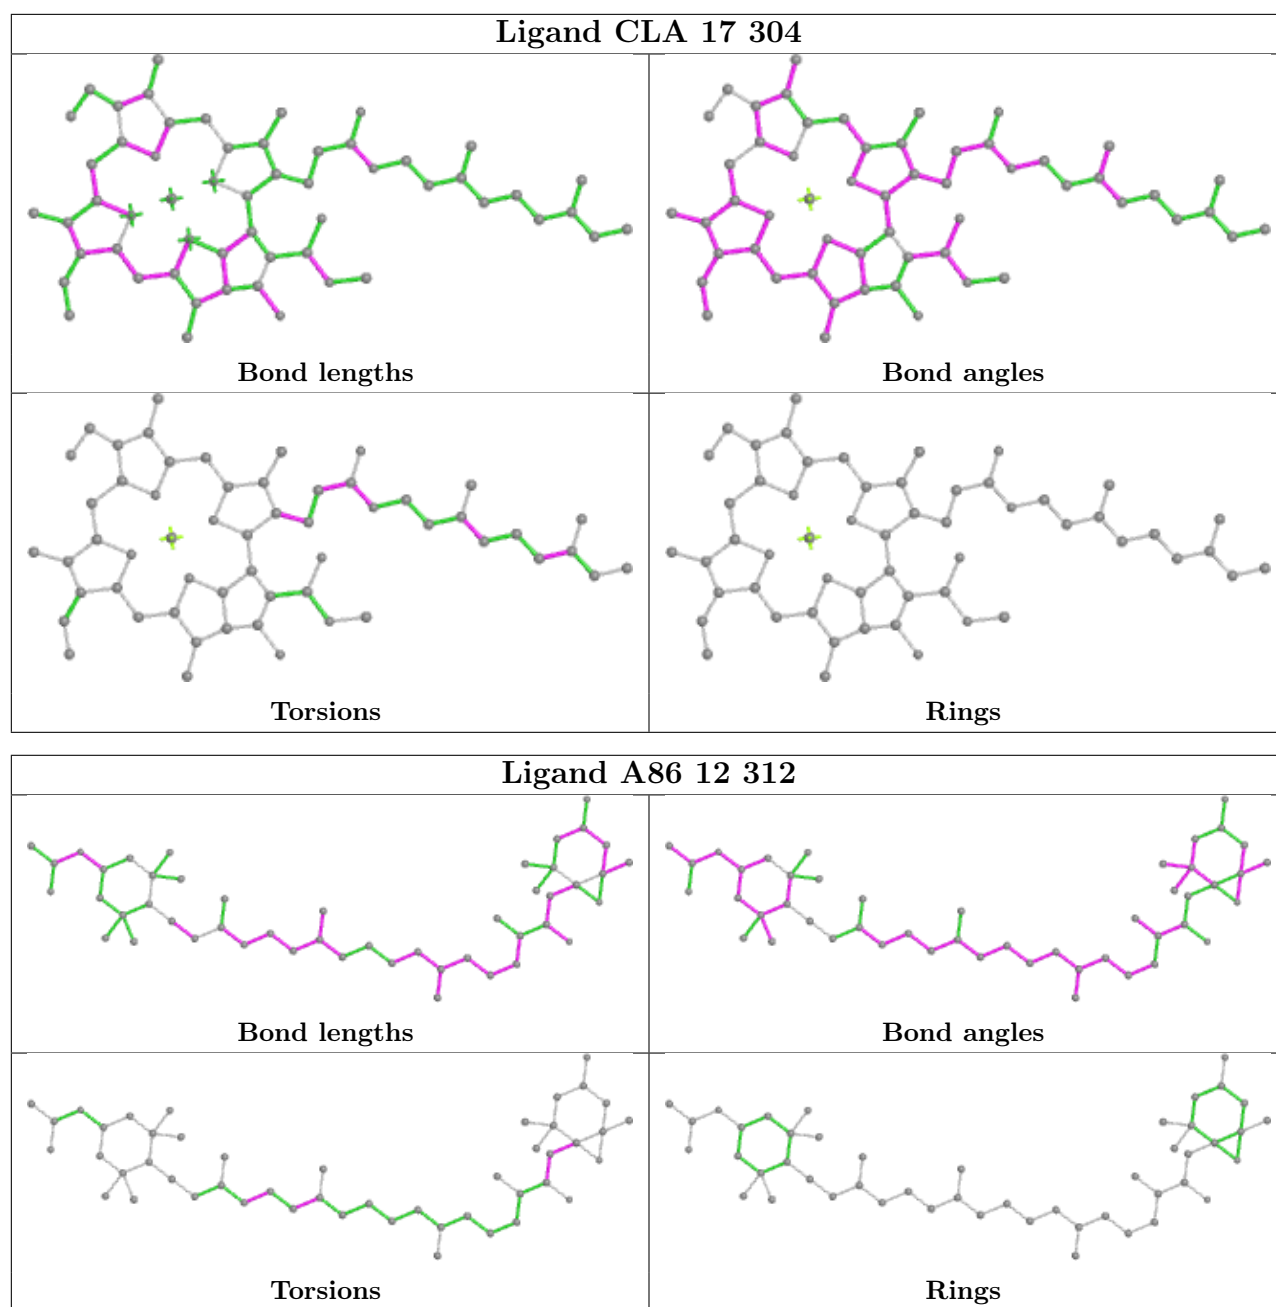 Ligand CLA 17 304
Bond lengths
Bond angles
Torsions
Rings
Ligand A86 12 312
Bond lengths
Bond angles
Torsions
Rings